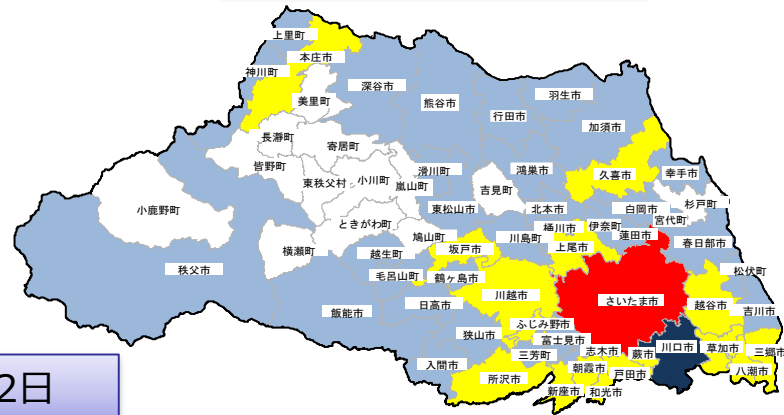 上里町
本庄市
神川町
美里町
深谷市
熊谷市
羽生市
行田市
加須市
長瀞町
寄居町
皆野町
東秩父村
小川町
嵐山町
滑川町
吉見町
鴻巣市
久喜市
幸手市
小鹿野町
東松山市
北本市
白岡市
杉戸町
宮代町
ときがわ町
鳩山町
川島町
桶川市
伊奈町
蓮田市
春日部市
横瀬町
越生町
坂戸市
上尾市
秩父市
毛呂山町
鶴ヶ島市
松伏町
飯能市
日高市
川越市
さいたま市
越谷市
吉川市
狭山市
ふじみ野市
富士見市
入間市
三芳町
志木市
蕨市
川口市
草加市
三郷市
所沢市
朝霞市
戸田市
八潮市
新座市
和光市
2日